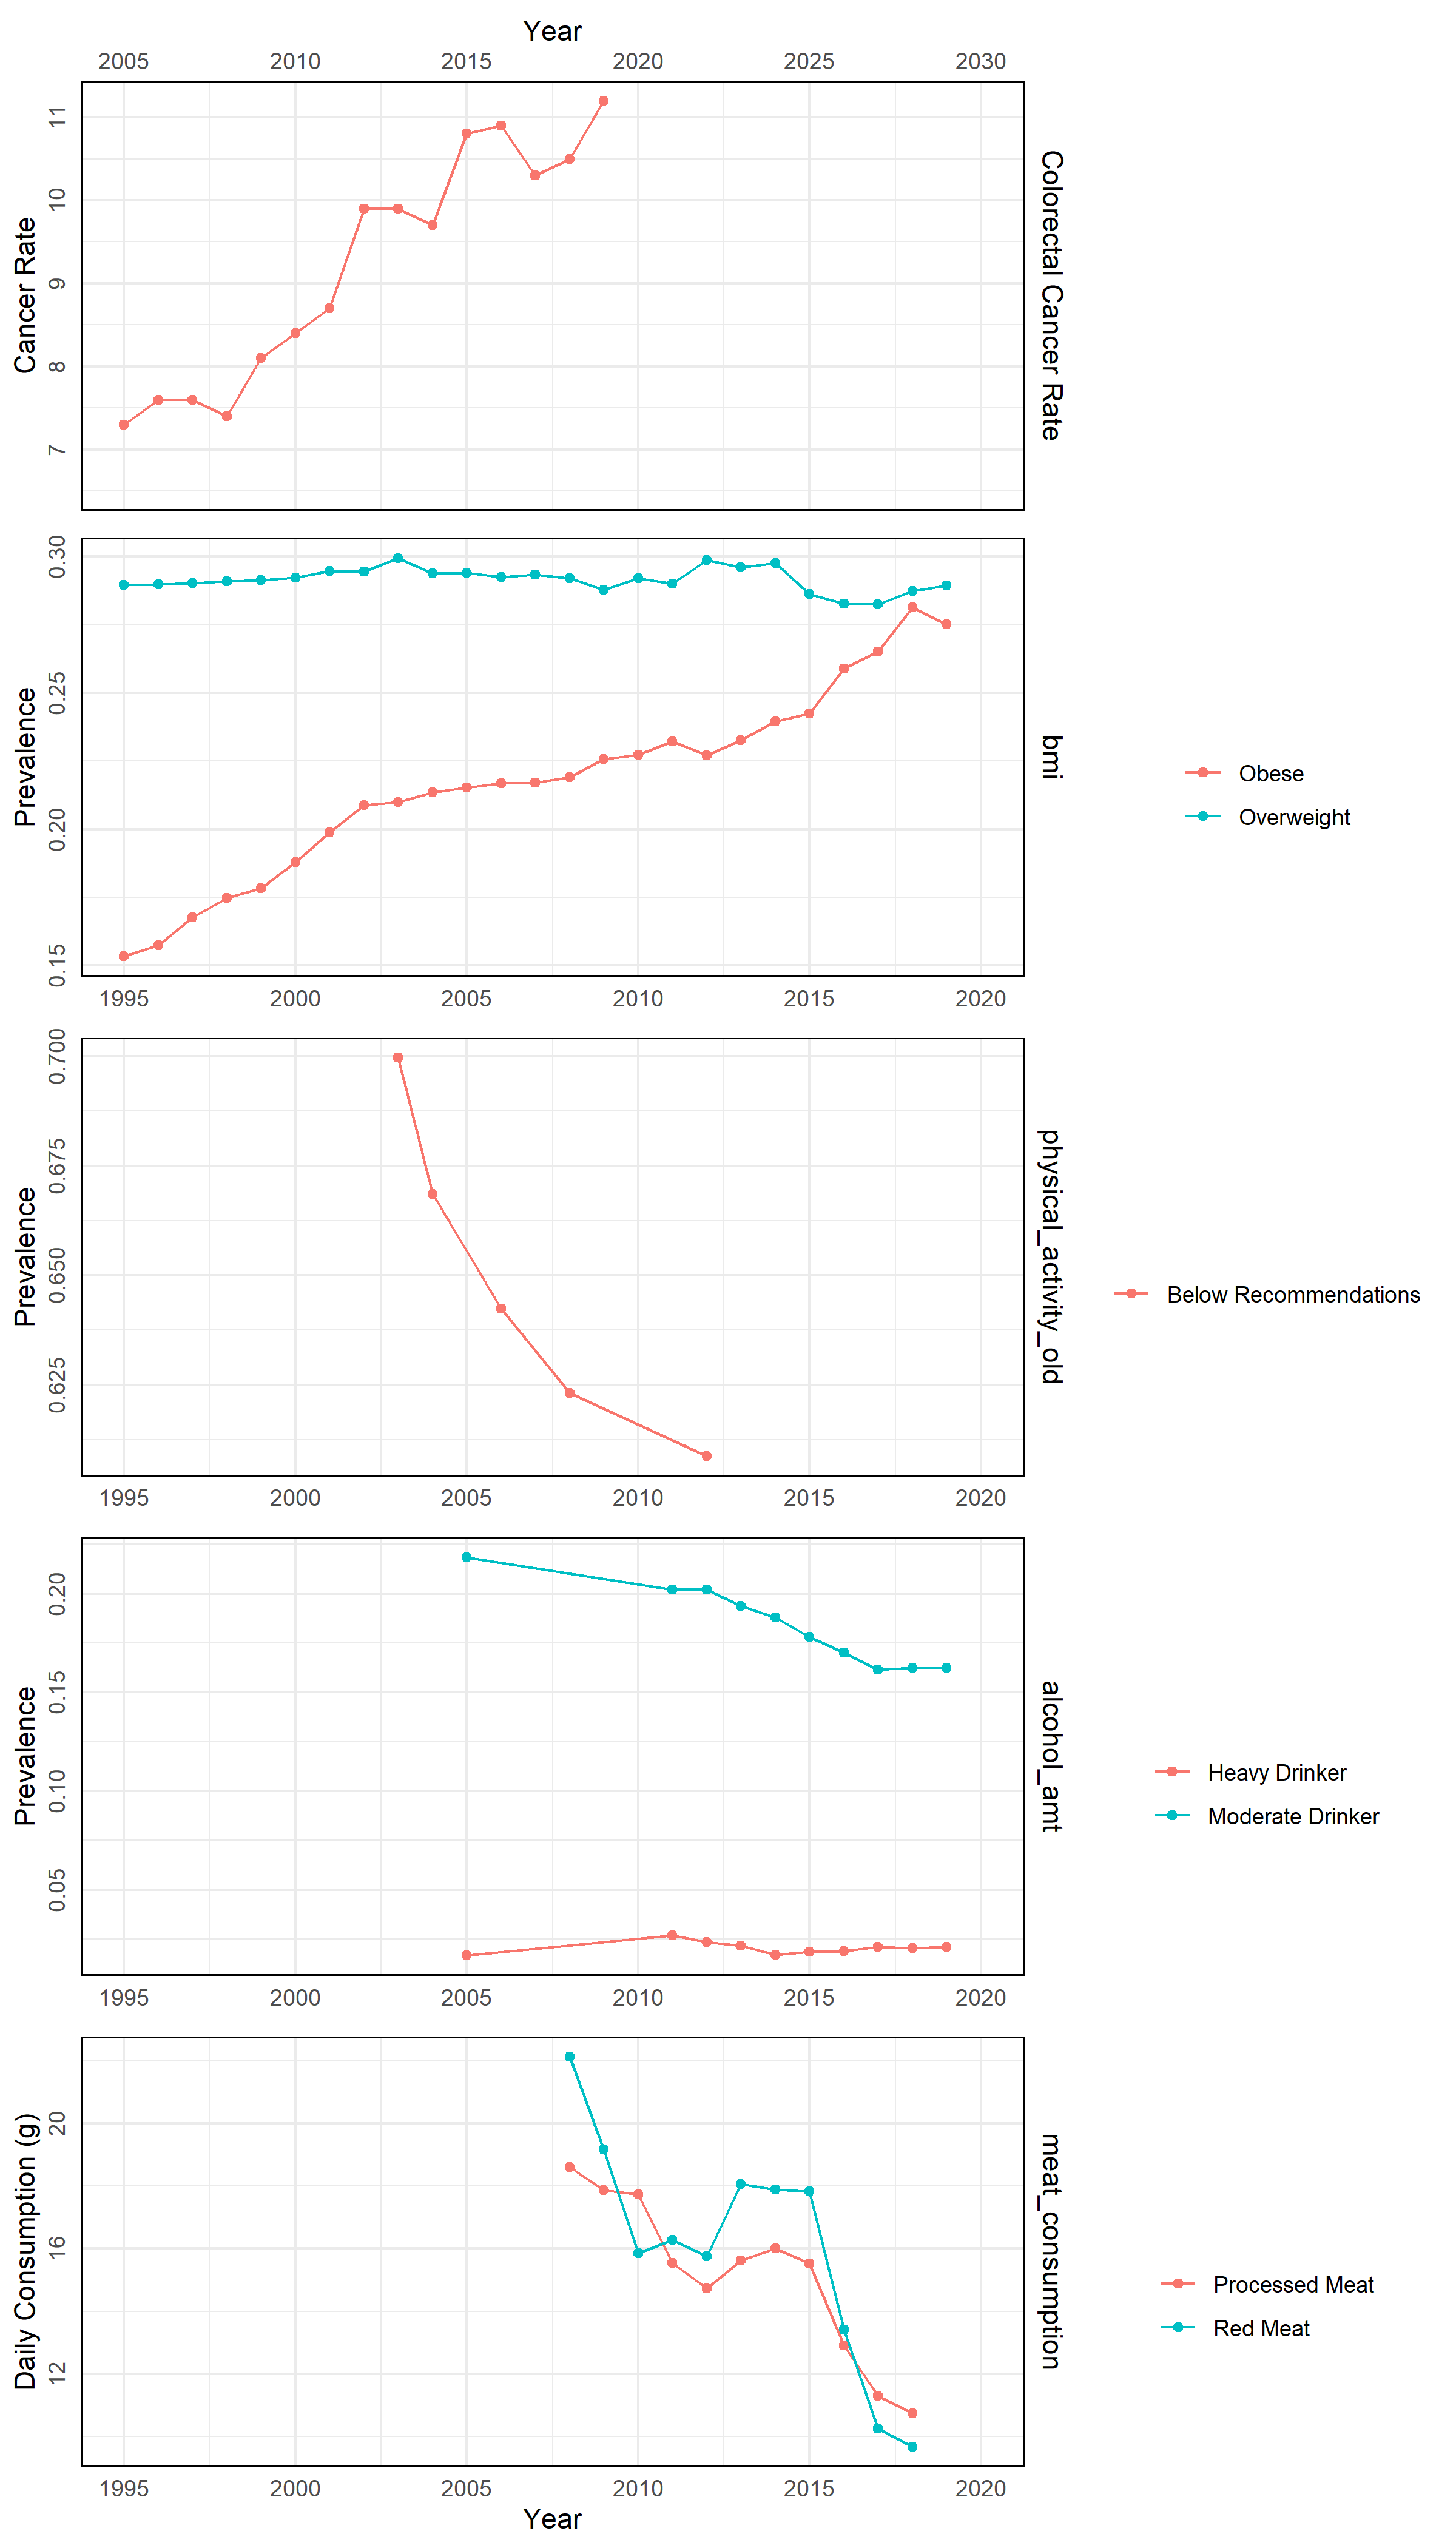 Year
2005 2010 2015 2020 2025 2030
11
10
9
8
7
Cancer Rate
Colorectal Cancer Rate
0.30
0.25
0.20
0.15
Prevalence
bmi
Obese
Overweight
1995 2000 2005 2010 2015 2020
0.700
0.675
0.650
0.625
Prevalence
physical_activity_old
Below Recommendations
1995 2000 2005 2010 2015 2020
0.20
0.15
0.10
0.05
Prevalence
alcohol_amt
Heavy Drinker
Moderate Drinker
1995 2000 2005 2010 2015 2020
20
16
12
Daily Consumption (g)
meat_consumption
Processed Meat
Red Meat
1995 2000 2005 2010 2015 2020
Year